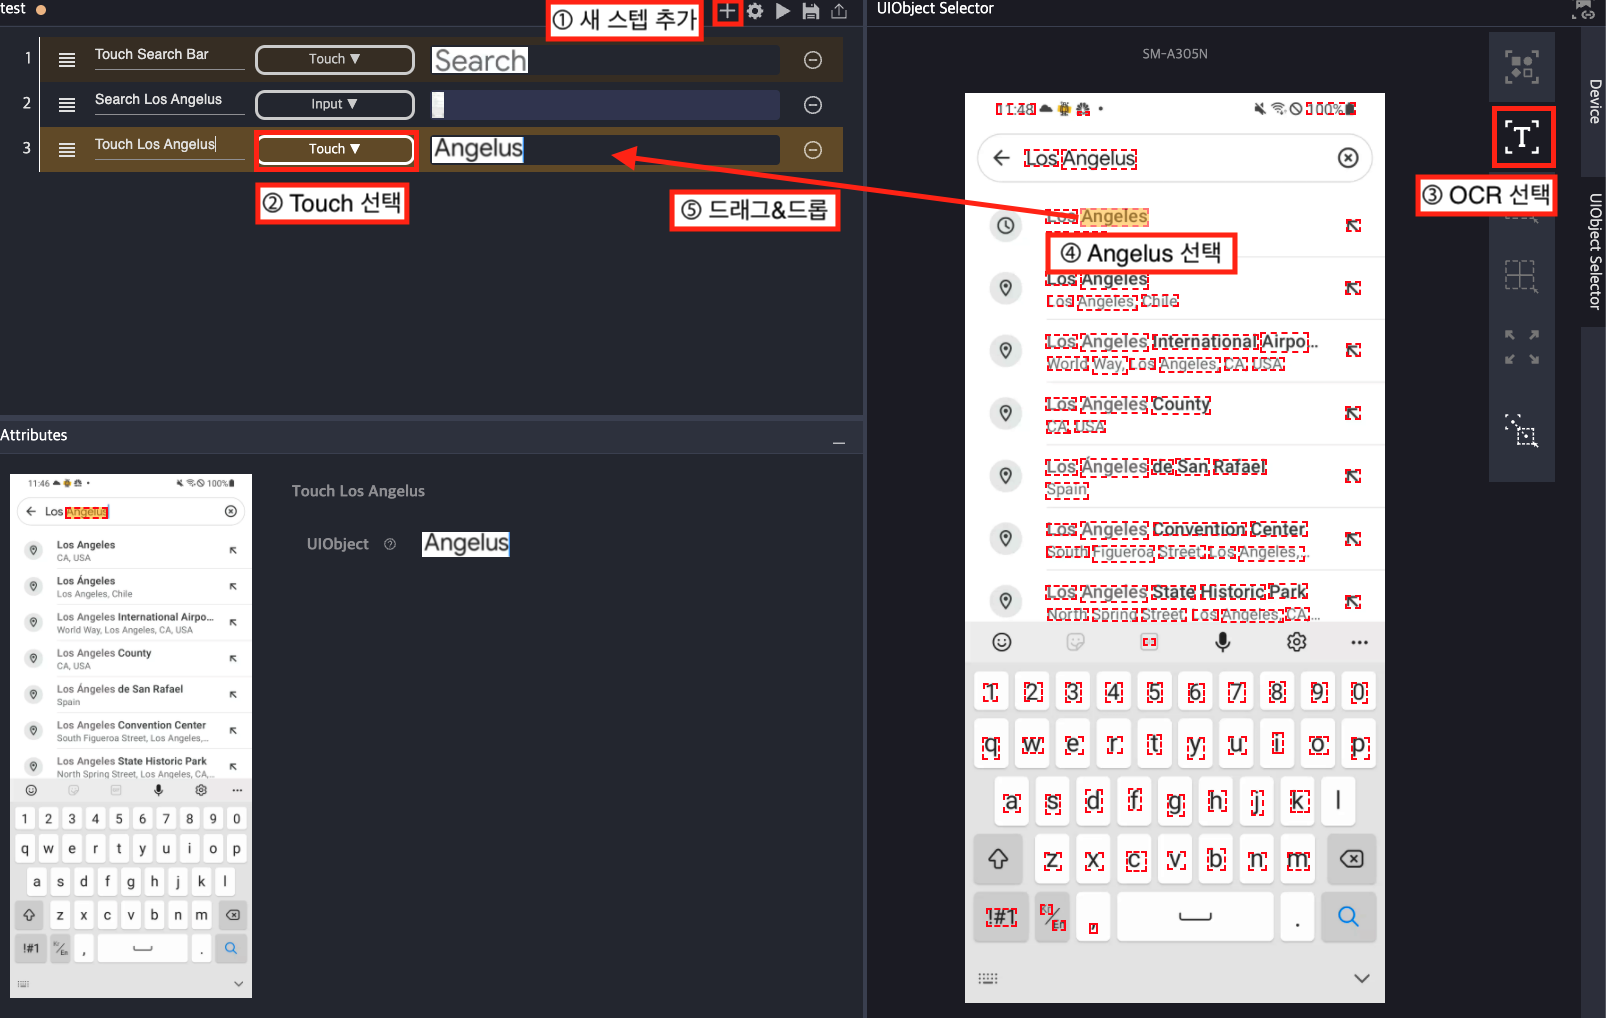 test
① 새 스텝 추가
1
Touch Search Bar
Touch ▼
Search
2
Search Los Angelus
Input ▼
3
Touch Los Angelus
Touch ▼
Angelus
② Touch 선택
⑤ 드래그&드롭
Attributes
11:46
100%
Los Angelus
Los Angeles
CA, USA
Los Ángeles
Los Angeles, Chile
Los Angeles International Airpo...
World Way, Los Angeles, CA, USA
Los Angeles County
CA, USA
Los Ángeles de San Rafael
Spain
Los Angeles Convention Center
South Figueroa Street, Los Angeles,...
Los Angeles State Historic Park
North Spring Street, Los Angeles, CA,...
1 2 3 4 5 6 7 8 9 0
q w e r t y u i o p
a s d f g h j k l
z x c v b n m
!#1
,
.
Touch Los Angelus
UIObject
Angelus
UIObject Selector
SM-A305N
11:48
100%
Los Angelus
Los Angeles
④ Angelus 선택
Los Ángeles
Los Angeles, Chile
Los Angeles International Airpo...
World Way, Los Angeles, CA, USA
Los Angeles County
CA, USA
Los Ángeles de San Rafael
Spain
Los Angeles Convention Center
South Figueroa Street, Los Angeles,...
Los Angeles State Historic Park
North Spring Street, Los Angeles, CA,...
1 2 3 4 5 6 7 8 9 0
q w e r t y u i o p
a s d f g h j k l
z x c v b n m
!#1
,
.
T
③ OCR 선택
Device
UIObject Selector